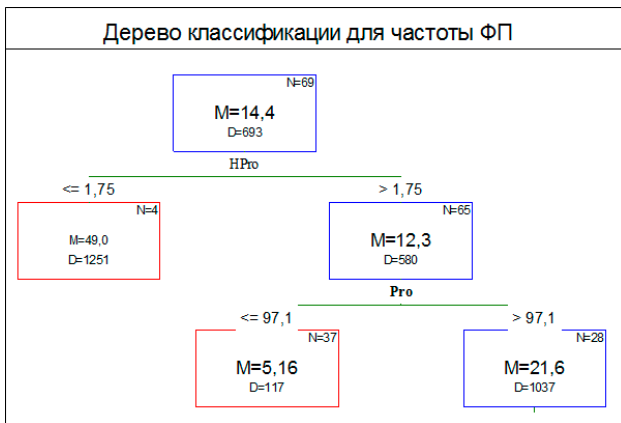 Дерево классификации для частоты ФП
N=69
M=14,4
D=693
HPro
<= 1,75 > 1,75
N=4 N=65
M=49,0 M=12,3
D=1251 D=580
Pro
<= 97,1 > 97,1
N=37 N=28
M=5,16 M=21,6
D=117 D=1037